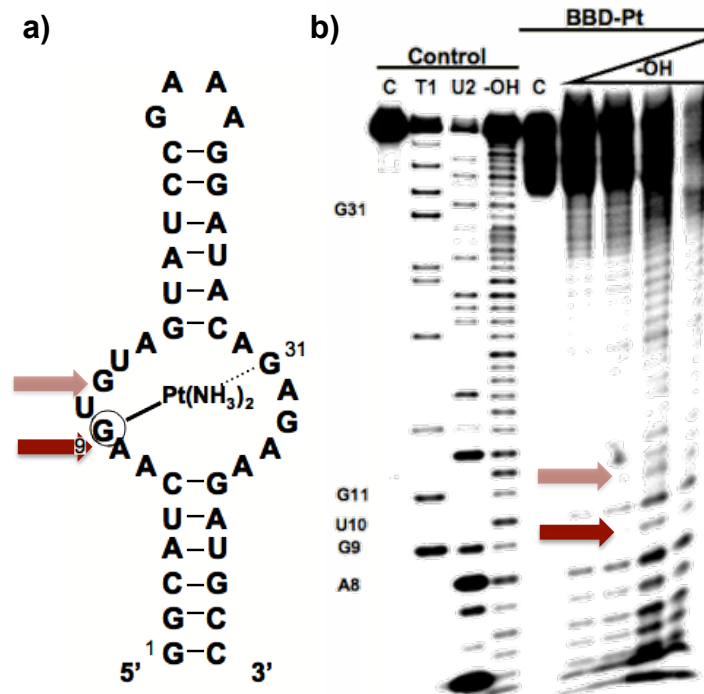 a)
A A
G A
C–G
C–G
U–A
A–U
U–A
G–C
A A
U G 31
G
Pt(NH3)2
U A
9 G
G
A A
A A
C–G
U–A
A–U
C–G
G–C
1 G–C
5' 3'
b)
BBD-Pt
Control
-OH
C T1 U2 -OH C
G31
G11
U10
G9
A8